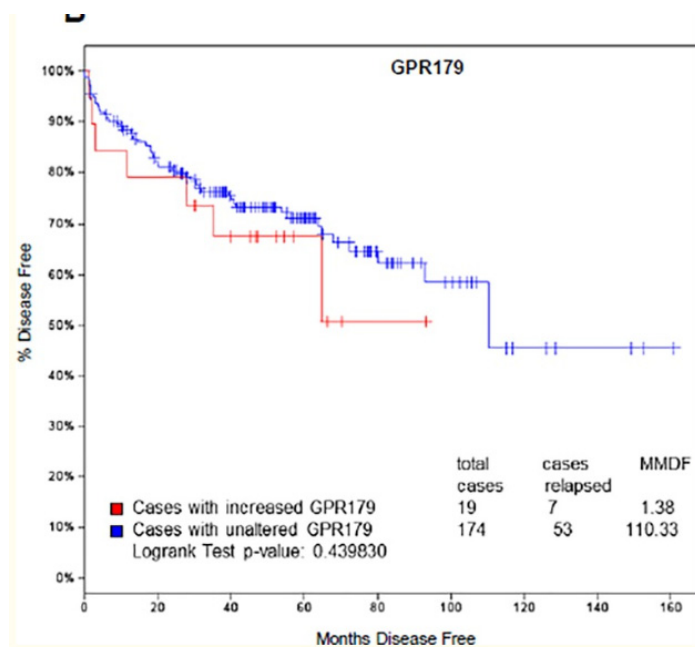 GPR179
100%
90%
80%
70%
60%
50%
40%
30%
20%
10%
0%
% Disease Free
total cases cases relapsed MMDF
Cases with increased GPR179 19 7 1.38
Cases with unaltered GPR179 174 53 110.33
Logrank Test p-value: 0.439830
0 20 40 60 80 100 120 140 160
Months Disease Free